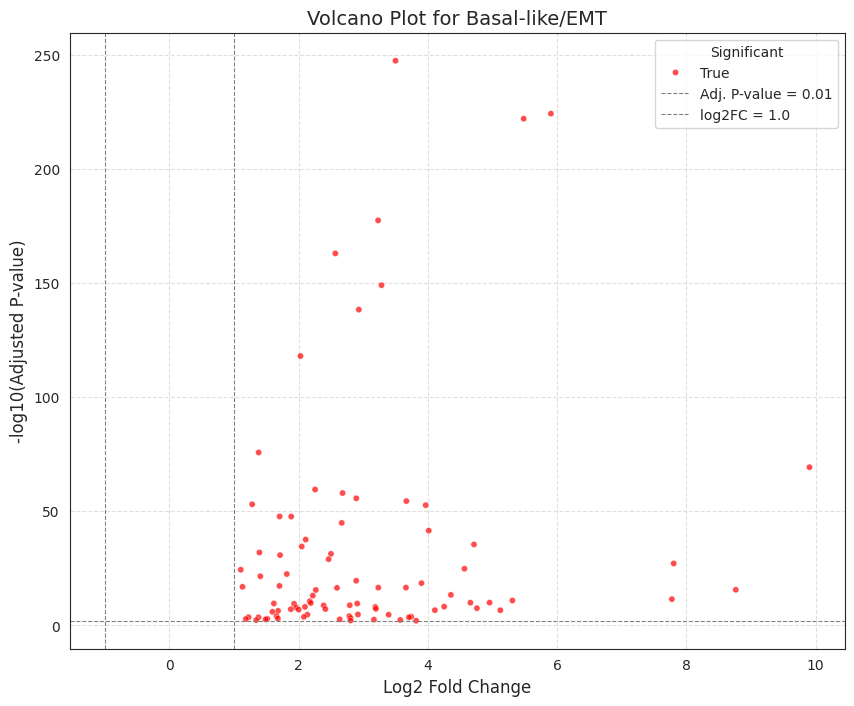 Volcano Plot for Basal-like/EMT
Significant
True
Adj. P-value = 0.01
log2FC = 1.0
250
200
150
100
50
0
-log10(Adjusted P-value)
0 2 4 6 8 10
Log2 Fold Change